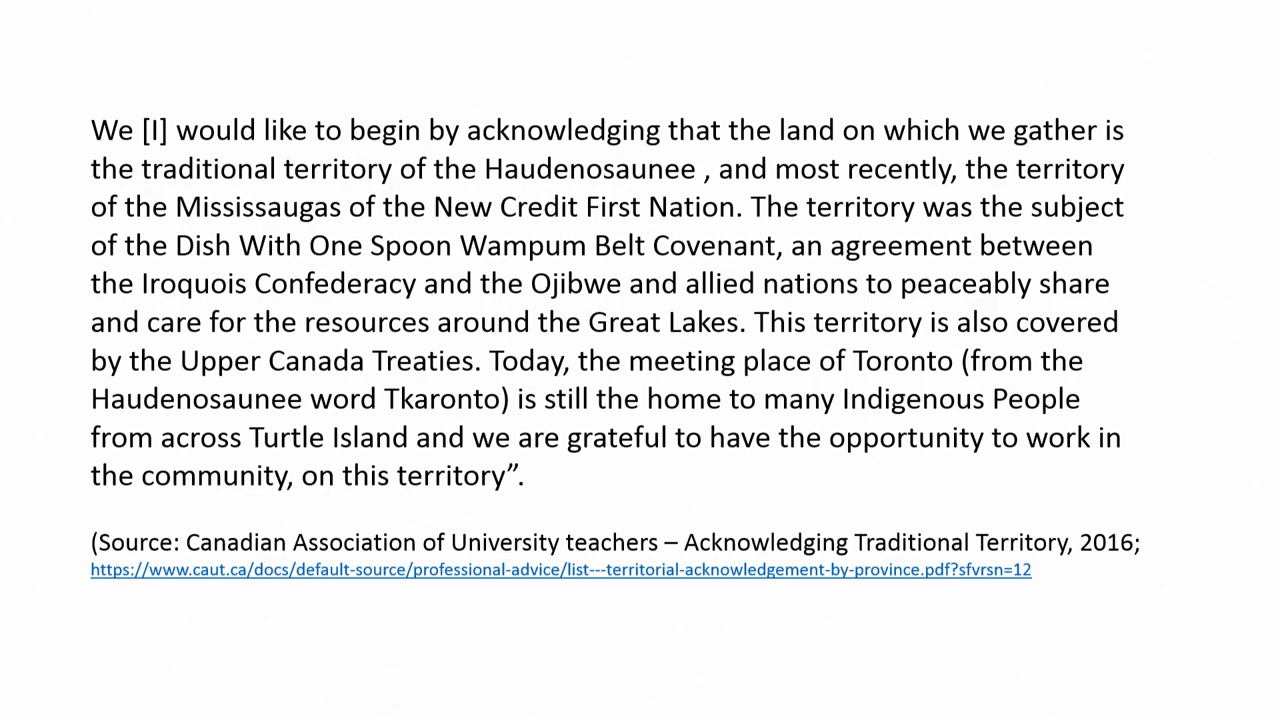 We [I] would like to begin by acknowledging that the land on which we gather is
the traditional territory of the Haudenosaunee , and most recently, the territory
of the Mississaugas of the New Credit First Nation. The territory was the subject
of the Dish With One Spoon Wampum Belt Covenant, an agreement between
the Iroquois Confederacy and the Ojibwe and allied nations to peaceably share
and care for the resources around the Great Lakes. This territory is also covered
by the Upper Canada Treaties. Today, the meeting place of Toronto (from the
Haudenosaunee word Tkaronto) is still the home to many Indigenous People
from across Turtle Island and we are grateful to have the opportunity to work in
the community, on this territory”.
(Source: Canadian Association of University teachers – Acknowledging Traditional Territory, 2016;
https://www.caut.ca/docs/default-source/professional-advice/list---territorial-acknowledgement-by-province.pdf?sfvrsn=12